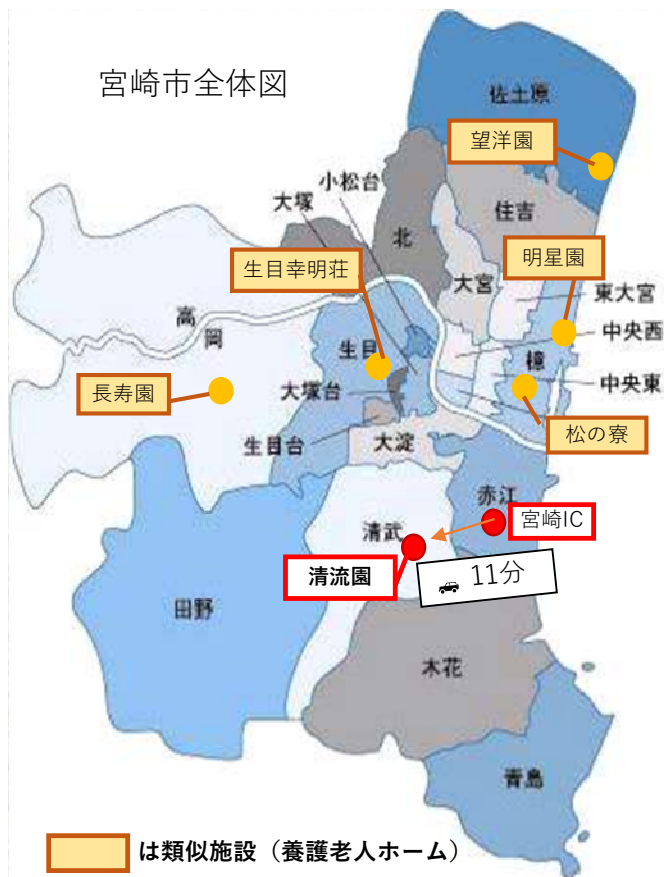 宮崎市全体図
佐土原
望洋園
小松台
住吉
大塚
北
生目幸明荘
明星園
大宮
東大宮
高岡
中央西
生目
檍
長寿園
大塚台
中央東
松の寮
生目台
大淀
赤江
宮崎IC
清武
清流園
11分
田野
木花
青島
は類似施設（養護老人ホーム）